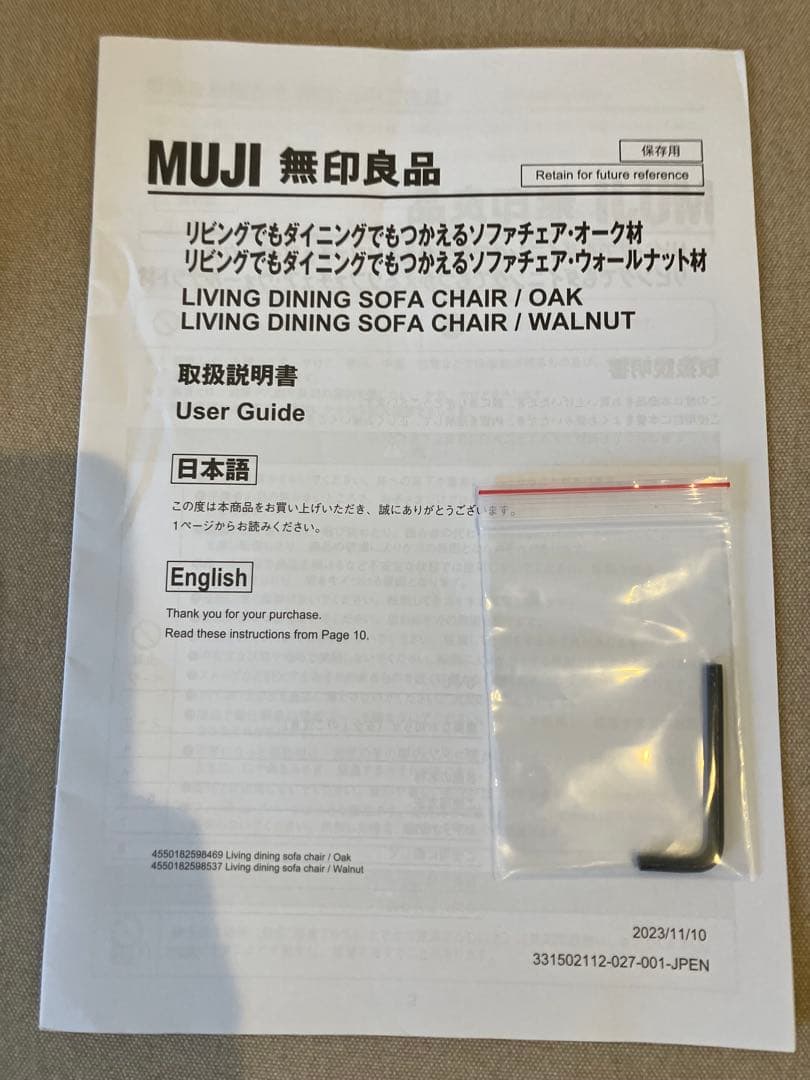 MUJI 無印良品
保存用
Retain for future reference
リビングでもダイニングでもつかえるソファチェア・オーク材
リビングでもダイニングでもつかえるソファチェア・ウォールナット材
LIVING DINING SOFA CHAIR / OAK
LIVING DINING SOFA CHAIR / WALNUT
取扱説明書
User Guide
日本語
この度は本商品をお買い上げいただき、誠にありがとうございます。
1ページからお読みください。
English
Thank you for your purchase.
Read these instructions from Page 10.
4550182598469 Living dining sofa chair / Oak
4550182598537 Living dining sofa chair / Walnut
2023/11/10
331502112-027-001-JPEN